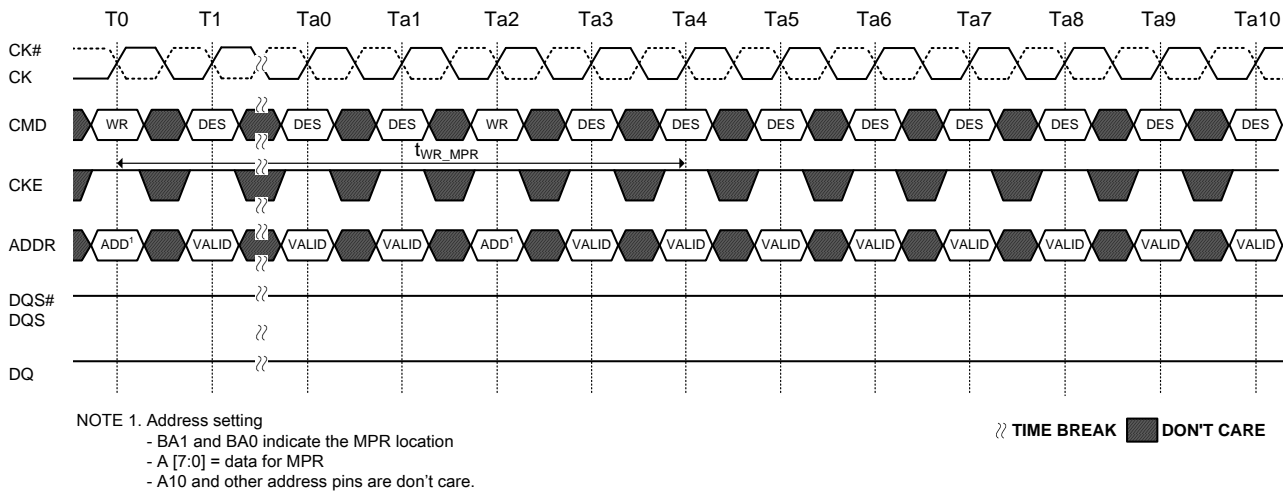 T0 T1 Ta0 Ta1 Ta2 Ta3 Ta4 Ta5 Ta6 Ta7 Ta8 Ta9 Ta10
CK#
CK
CMD WR DES DES DES WR DES DES DES DES DES DES DES DES
tWR_MPR
CKE
ADDR ADD¹ VALID VALID VALID ADD¹ VALID VALID VALID VALID VALID VALID VALID VALID
DQS#
DQS
DQ
NOTE 1. Address setting
- BA1 and BA0 indicate the MPR location
- A [7:0] = data for MPR
- A10 and other address pins are don’t care.
TIME BREAK DON'T CARE